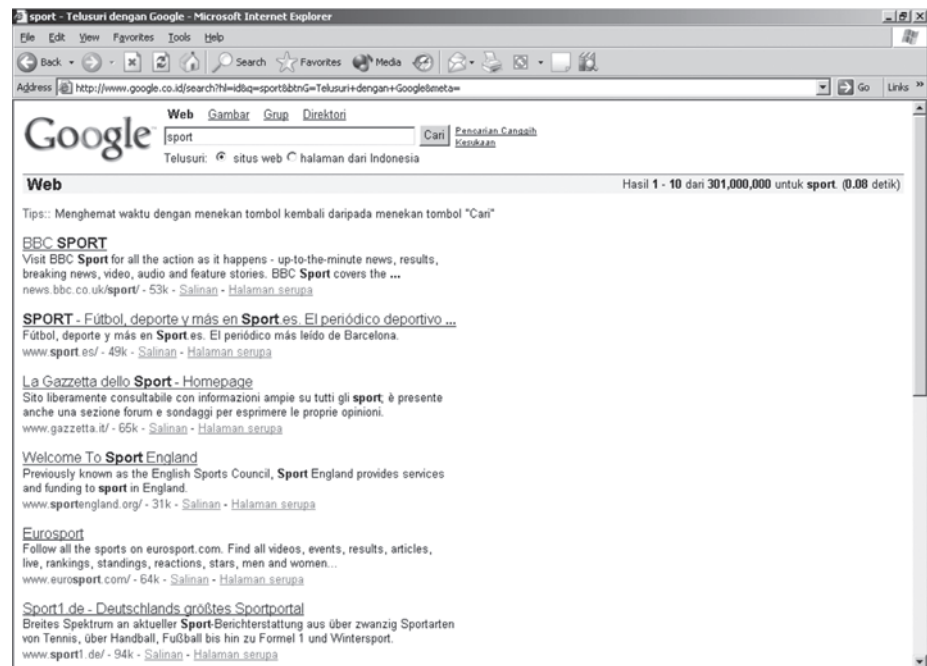 sport - Telusuri dengan Google - Microsoft Internet Explorer
File Edit View Favorites Tools Help
Back Search Favorites Media
Address http://www.google.co.id/search?hl=id&q=sport&btnG=Telusuri+dengan+Google&meta= Go Links »
Web Gambar Grup Direktori
Google sport Cari Pencarian Canggih
Kesukaan
Telusuri: situs web halaman dari Indonesia
Web Hasil 1 - 10 dari 301,000,000 untuk sport. (0.08 detik)
Tips:: Menghemat waktu dengan menekan tombol kembali daripada menekan tombol "Cari"
BBC SPORT
Visit BBC Sport for all the action as it happens - up-to-the-minute news, results,
breaking news, video, audio and feature stories. BBC Sport covers the ...
news.bbc.co.uk/sport/ - 53k - Salinan - Halaman serupa
SPORT - Fútbol, deporte y más en Sport.es. El periódico deportivo ...
Fútbol, deporte y más en Sport.es. El periódico más leído de Barcelona.
www.sport.es/ - 49k - Salinan - Halaman serupa
La Gazzetta dello Sport - Homepage
Sito liberamente consultabile con informazioni ampie su tutti gli sport; è presente
anche una sezione forum e sondaggi per esprimere le proprie opinioni.
www.gazzetta.it/ - 65k - Salinan - Halaman serupa
Welcome To Sport England
Previously known as the English Sports Council, Sport England provides services
and funding to sport in England.
www.sportengland.org/ - 31k - Salinan - Halaman serupa
Eurosport
Follow all the sports on eurosport.com. Find all videos, events, results, articles,
live, rankings, standings, reactions, stars, men and women...
www.eurosport.com/ - 64k - Salinan - Halaman serupa
Sport1.de - Deutschlands größtes Sportportal
Breites Spektrum an aktueller Sport-Berichterstattung aus über zwanzig Sportarten
von Tennis, über Handball, Fußball bis hin zu Formel 1 und Wintersport.
www.sport1.de/ - 94k - Salinan - Halaman serupa